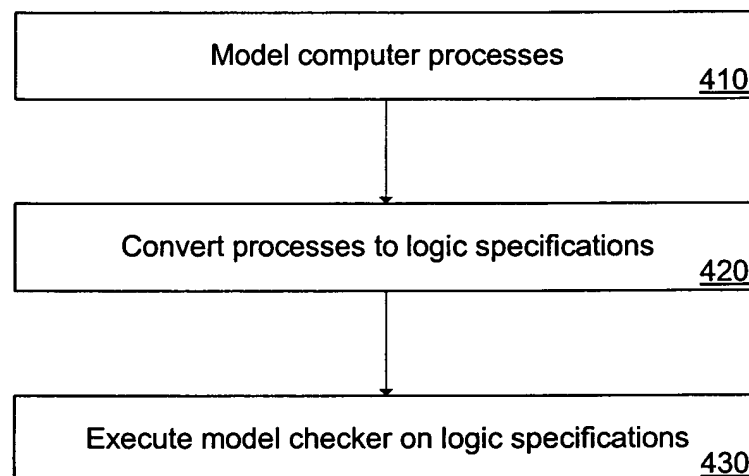 Model computer processes
410
Convert processes to logic specifications
420
Execute model checker on logic specifications
430